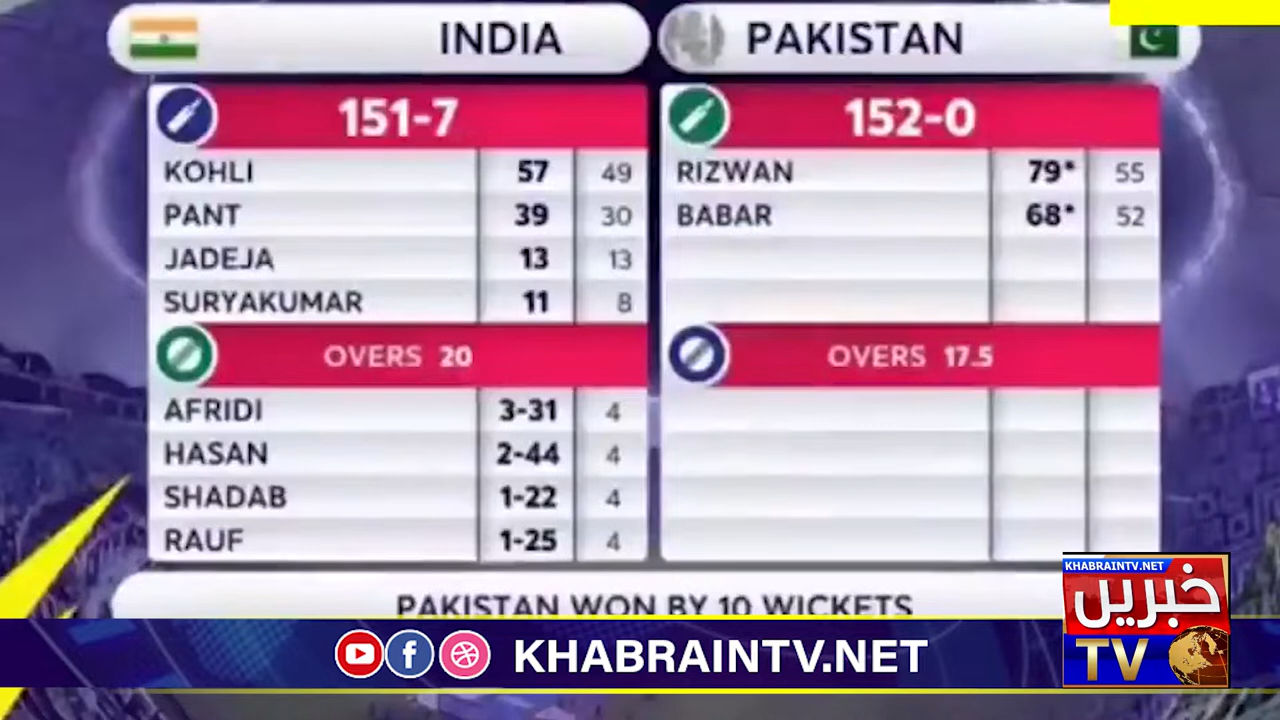 INDIA
151-7
KOHLI 57 49
PANT 39 30
JADEJA 13 13
SURYAKUMAR 11 8
OVERS 20
AFRIDI 3-31 4
HASAN 2-44 4
SHADAB 1-22 4
RAUF 1-25 4
PAKISTAN
152-0
RIZWAN 79* 55
BABAR 68* 52
OVERS 17.5
PAKISTAN WON BY 10 WICKETS
KHABRAINTV.NET
KHABRAINTV.NET
خبریں
TV